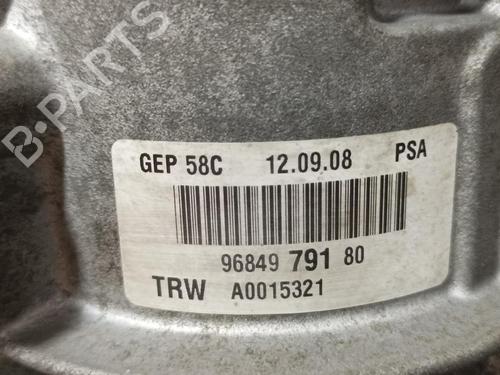 B-PARTS
GEP 58C 12.09.08 PSA
96849 791 80
TRW A0015321